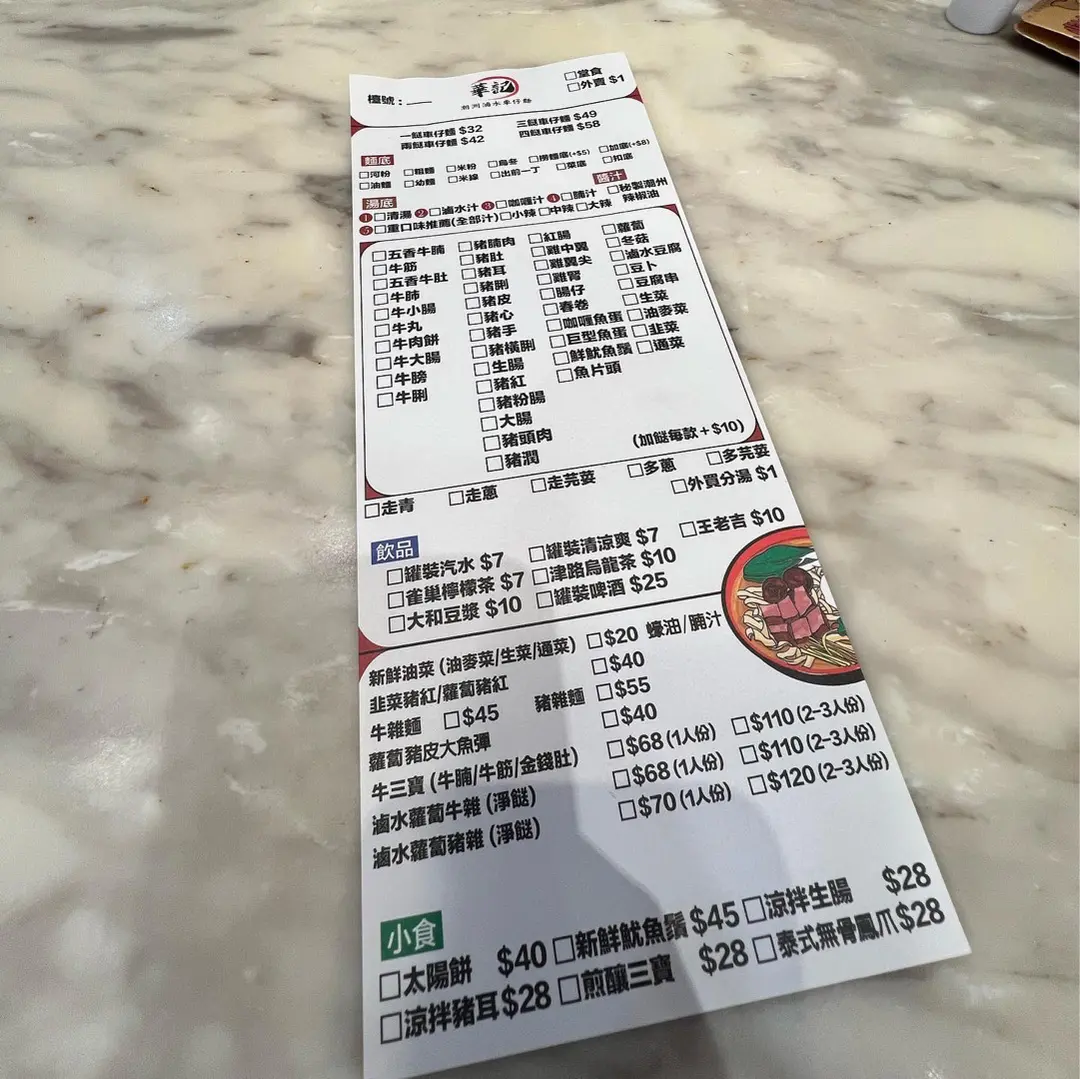 檯號：
華記
潮洲滷水車仔麵
□堂食
□外賣 $1
一餸車仔麵 $32 三餸車仔麵 $49
兩餸車仔麵 $42 四餸車仔麵 $58
麵底
□河粉 □粗麵 □米粉 □烏冬 □撈麵底(+$5) □加底(+$8)
□油麵 □幼麵 □米線 □出前一丁 □菜底 □扣底
湯底 醬汁
1 □清湯 2 □滷水汁 3 □咖喱汁 4 □腩汁 □秘製潮州辣椒油
5 □重口味推薦(全部汁) □小辣 □中辣 □大辣
□五香牛腩 □豬腩肉 □紅腸 □蘿蔔
□牛筋 □豬肚 □雞中翼 □冬菇
□五香牛肚 □豬耳 □雞翼尖 □滷水豆腐
□牛肺 □豬脷 □雞腎 □豆卜
□牛小腸 □豬皮 □腸仔 □豆腐串
□牛丸 □豬心 □春卷 □生菜
□牛肉餅 □豬手 □咖喱魚蛋 □油麥菜
□牛大腸 □豬橫脷 □巨型魚蛋 □韭菜
□牛膀 □生腸 □鮮魷魚鬚 □通菜
□牛脷 □豬紅 □魚片頭
□豬粉腸
□大腸
□豬頭肉
□豬潤
(加餸每款+$10)
□走青 □走蔥 □走芫荽 □多蔥 □多芫荽
□外買分湯 $1
飲品
□罐裝汽水 $7 □罐裝清涼爽 $7 □王老吉 $10
□雀巢檸檬茶 $7 □津路烏龍茶 $10
□大和豆漿 $10 □罐裝啤酒 $25
新鮮油菜 (油麥菜/生菜/通菜) □$20 蠔油/腩汁
韭菜豬紅/蘿蔔豬紅 □$40
牛雜麵 □$45 豬雜麵 □$55
蘿蔔豬皮大魚彈 □$40
牛三寶 (牛腩/牛筋/金錢肚) □$68 (1人份) □$110 (2-3人份)
滷水蘿蔔牛雜 (淨餸) □$68 (1人份) □$110 (2-3人份)
滷水蘿蔔豬雜 (淨餸) □$70 (1人份) □$120 (2-3人份)
小食
□太陽餅 $40 □新鮮魷魚鬚 $45 □涼拌生腸 $28
□涼拌豬耳 $28 □煎釀三寶 $28 □泰式無骨鳳爪 $28